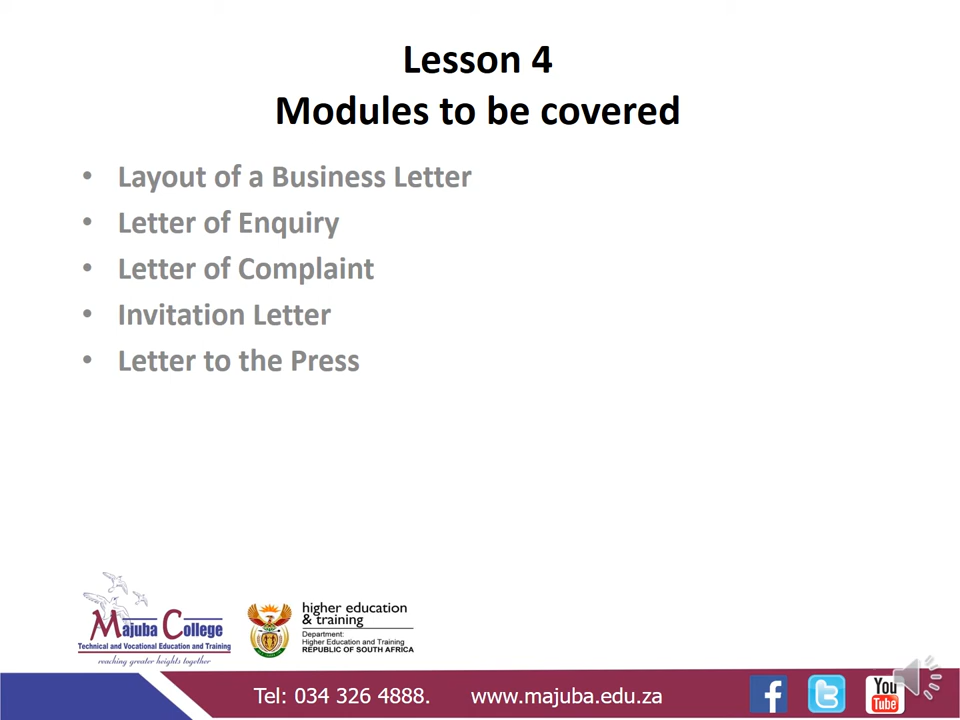 Lesson 4
Modules to be covered
• Layout of a Business Letter
• Letter of Enquiry
• Letter of Complaint
• Invitation Letter
• Letter to the Press
Majuba College
Technical and Vocational Education and Training
reaching greater heights together
higher education
& training
Department:
Higher Education and Training
REPUBLIC OF SOUTH AFRICA
Tel: 034 326 4888. www.majuba.edu.za
You
Tube